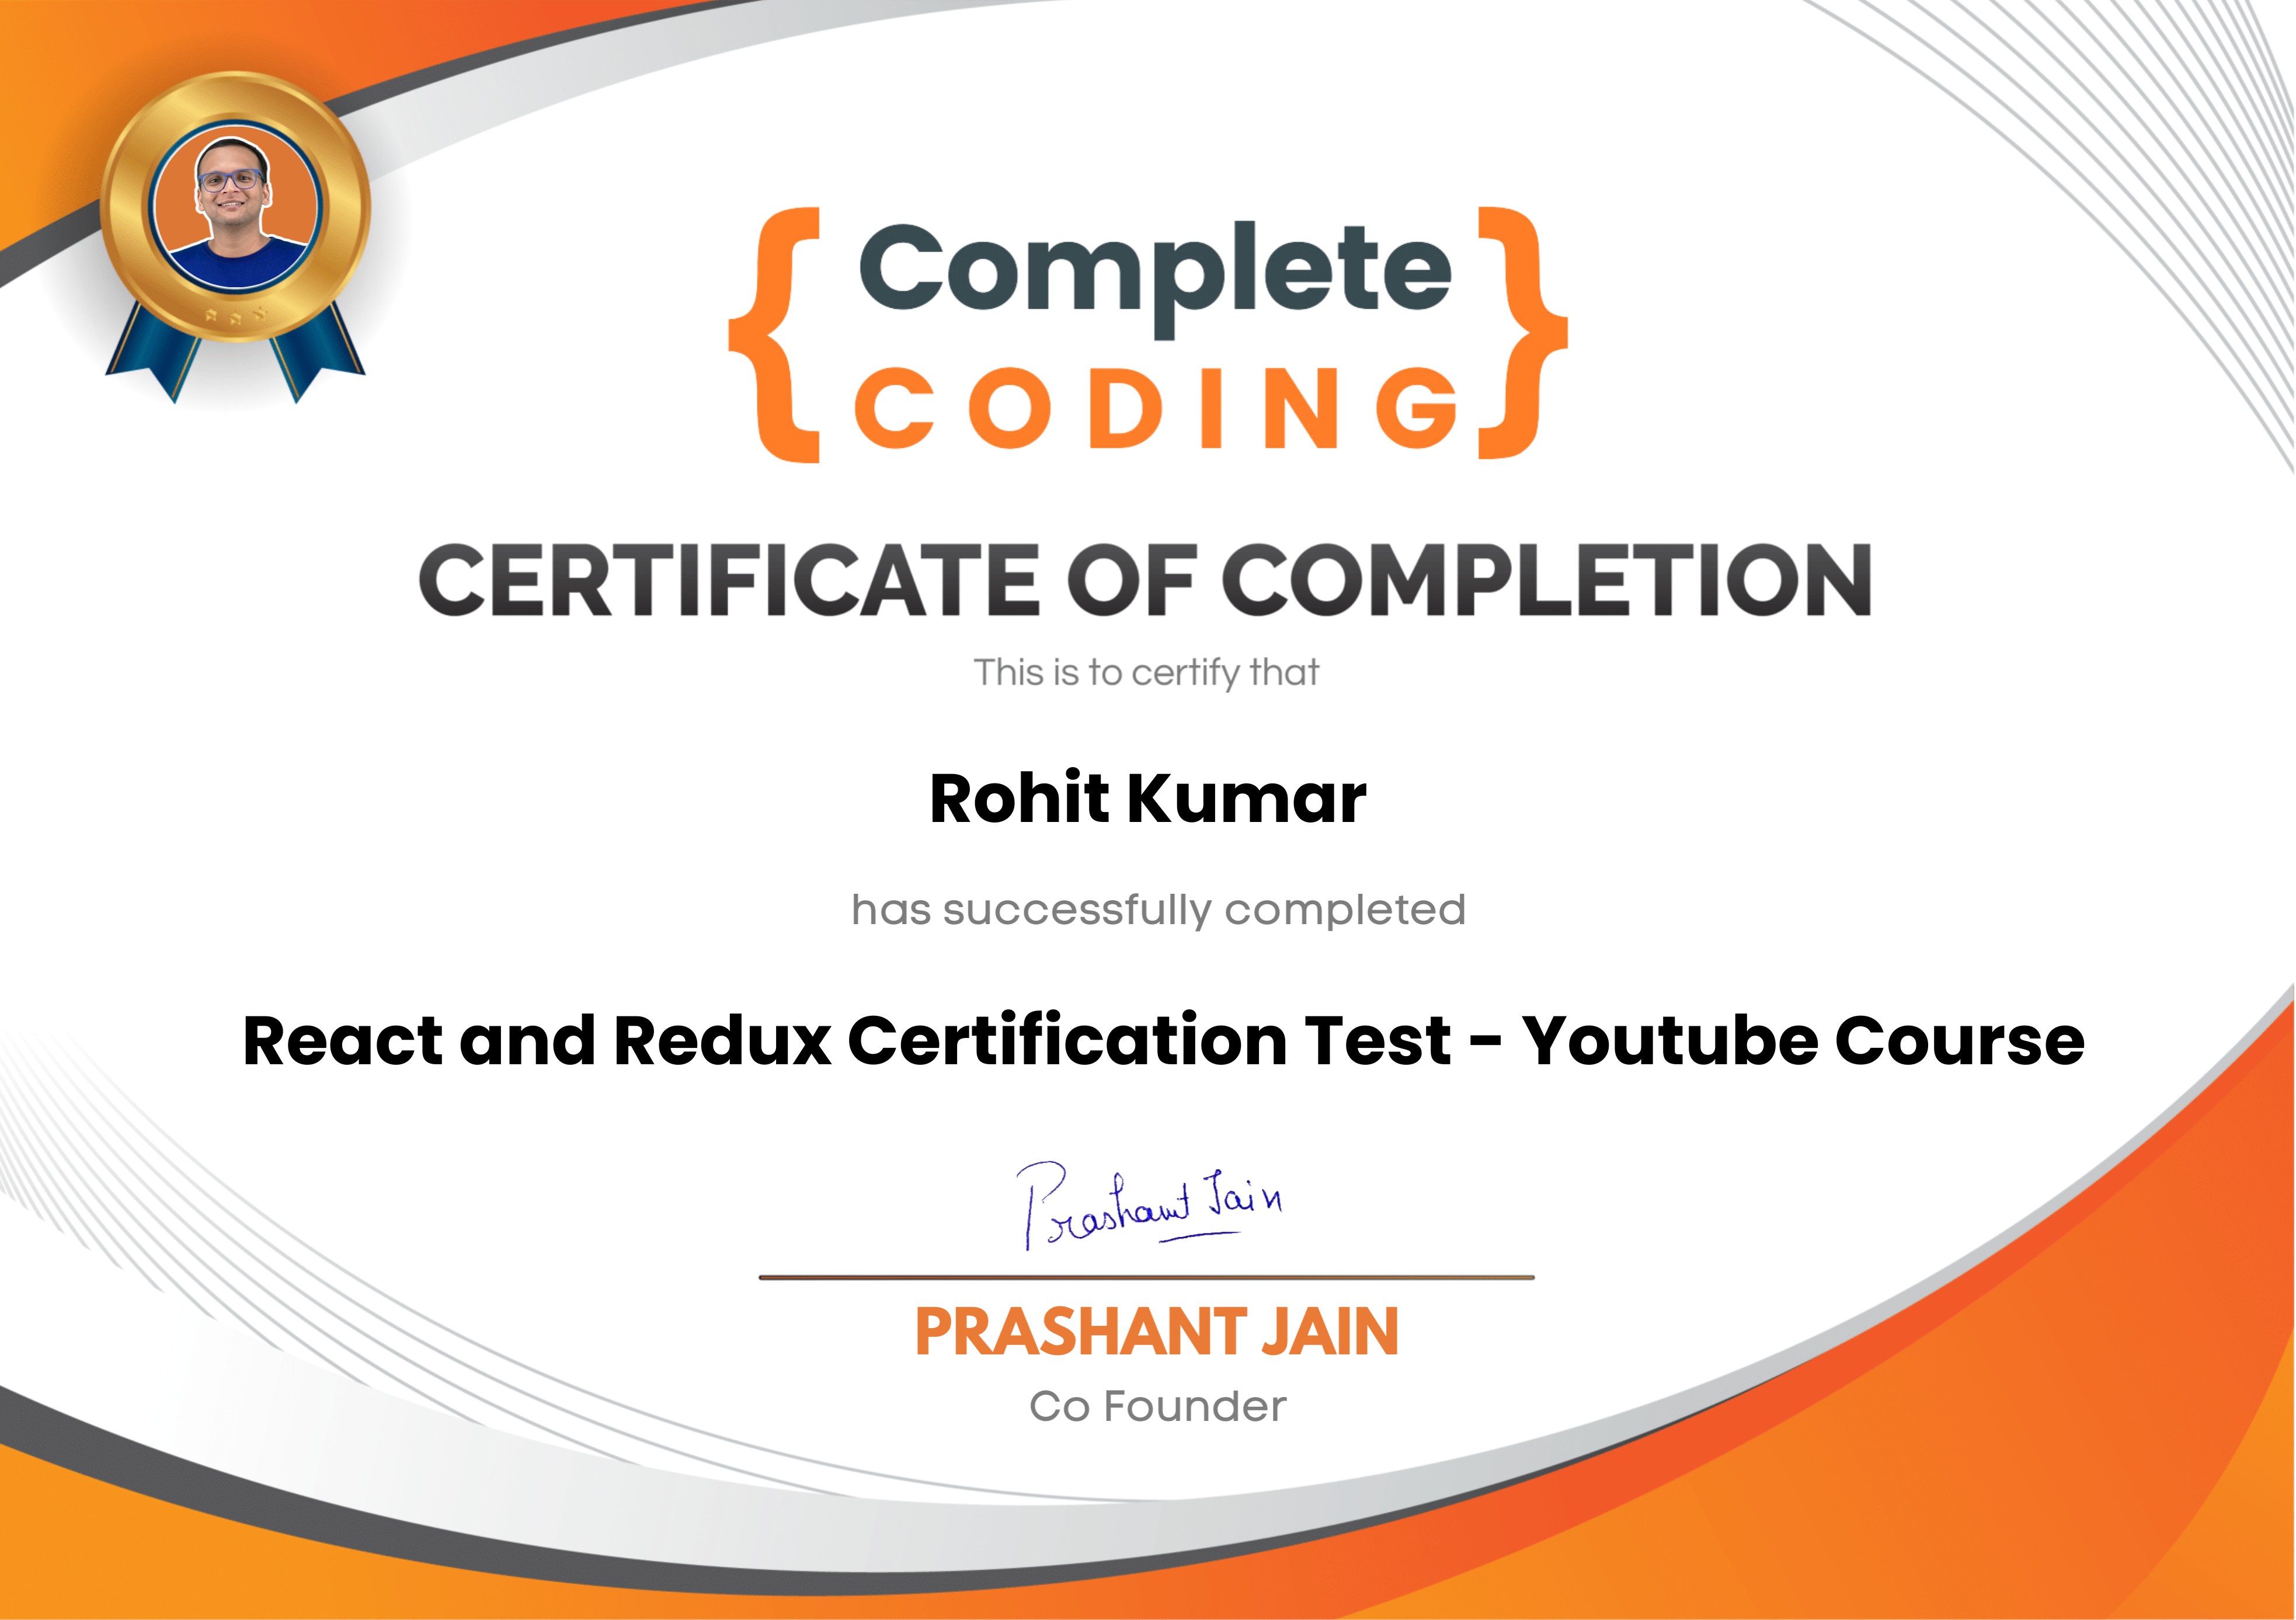 { Complete
CODING }
CERTIFICATE OF COMPLETION
This is to certify that
Rohit Kumar
has successfully completed
React and Redux Certification Test - Youtube Course
Prashant Jain
PRASHANT JAIN
Co Founder